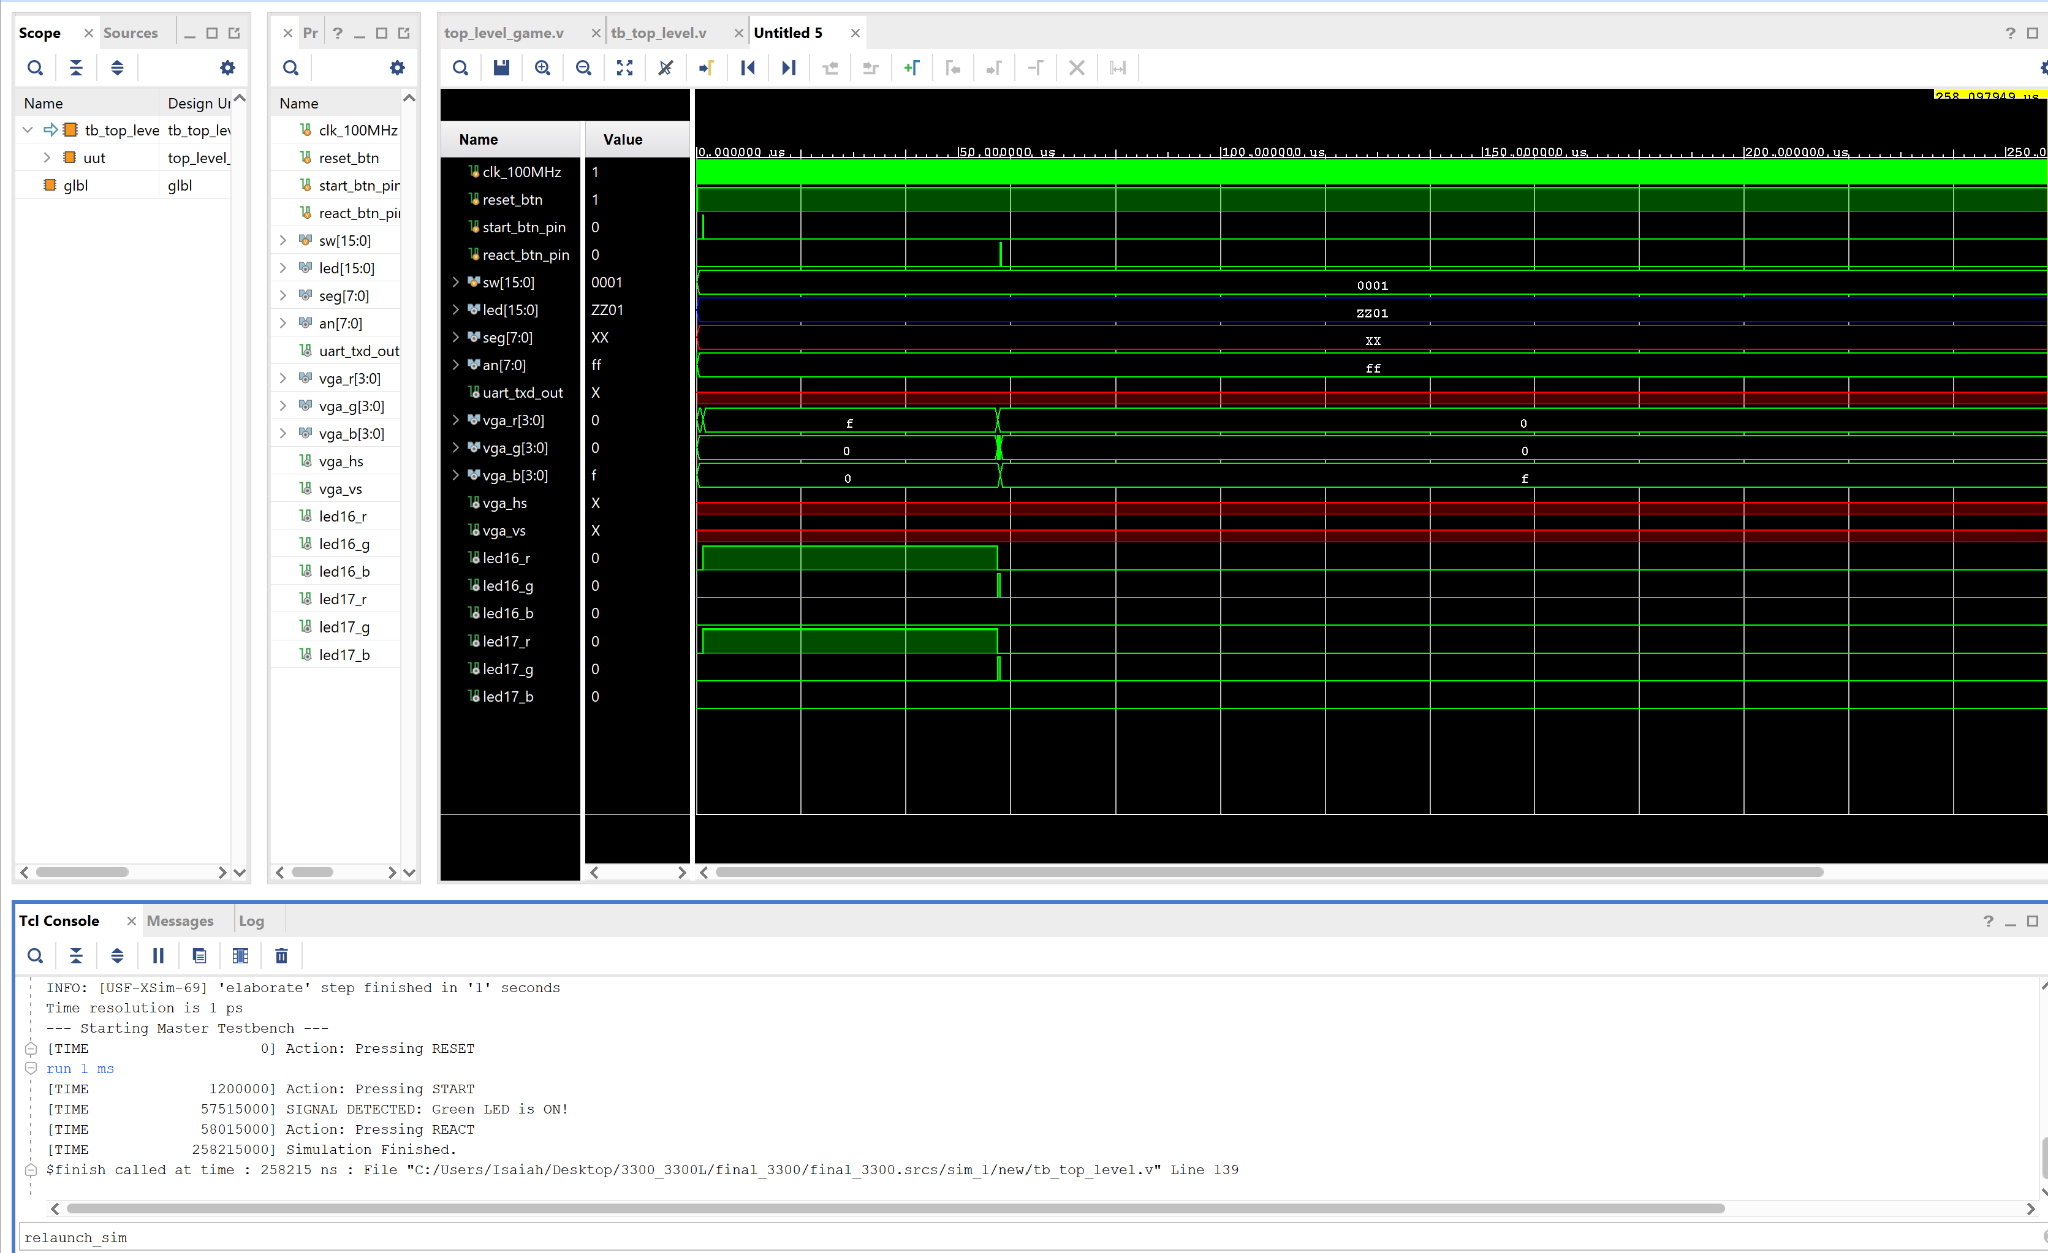 Scope
Sources
Name
Design Ur
tb_top_leve
tb_top_lev
uut
top_level_
glbl
glbl
Pr
?
Name
clk_100MHz
reset_btn
start_btn_pin
react_btn_pi
sw[15:0]
led[15:0]
seg[7:0]
an[7:0]
uart_txd_out
vga_r[3:0]
vga_g[3:0]
vga_b[3:0]
vga_hs
vga_vs
led16_r
led16_g
led16_b
led17_r
led17_g
led17_b
top_level_game.v
tb_top_level.v
Untitled 5
?
258.097949 us
Name
Value
0.000000 us
50.000000 us
100.000000 us
150.000000 us
200.000000 us
250.0
clk_100MHz 1
reset_btn 1
start_btn_pin 0
react_btn_pin 0
sw[15:0] 0001 0001
led[15:0] ZZ01 ZZ01
seg[7:0] XX XX
an[7:0] ff ff
uart_txd_out X
vga_r[3:0] 0 f 0
vga_g[3:0] 0 0 0
vga_b[3:0] f 0 f
vga_hs X
vga_vs X
led16_r 0
led16_g 0
led16_b 0
led17_r 0
led17_g 0
led17_b 0
Tcl Console
Messages
Log
?
INFO: [USF-XSim-69] 'elaborate' step finished in '1' seconds
Time resolution is 1 ps
--- Starting Master Testbench ---
[TIME 0] Action: Pressing RESET
run 1 ms
[TIME 1200000] Action: Pressing START
[TIME 57515000] SIGNAL DETECTED: Green LED is ON!
[TIME 58015000] Action: Pressing REACT
[TIME 258215000] Simulation Finished.
$finish called at time : 258215 ns : File "C:/Users/Isaiah/Desktop/3300_3300L/final_3300/final_3300.srcs/sim_1/new/tb_top_level.v" Line 139
relaunch_sim